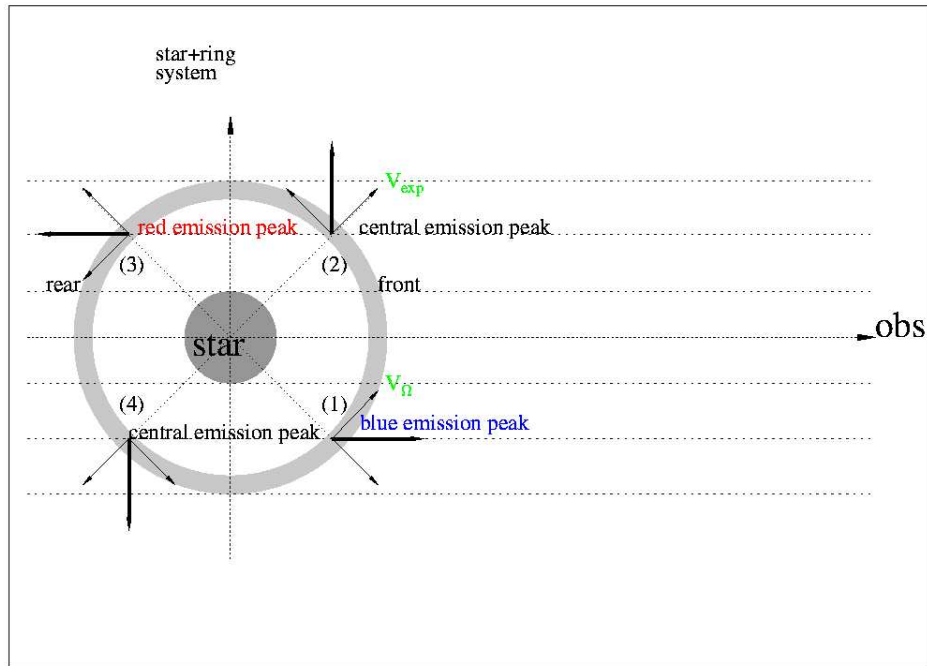 star+ring
system
V_exp
red emission peak
central emission peak
(3)
(2)
rear
front
obs
star
V_Ω
(4)
(1)
blue emission peak
central emission peak